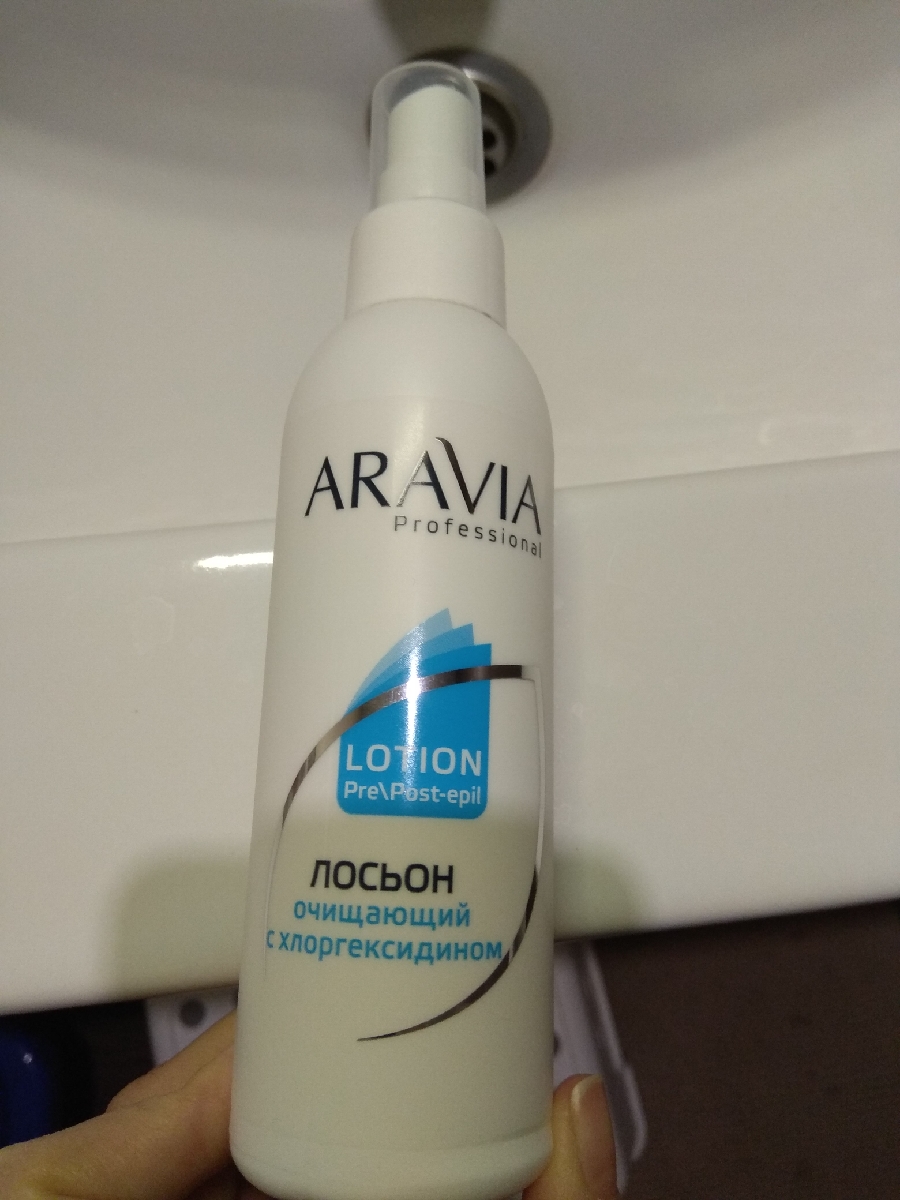 ARAVIA
Professional
LOTION
Pre\Post-epil
ЛОСЬОН
очищающий
с хлоргексидином